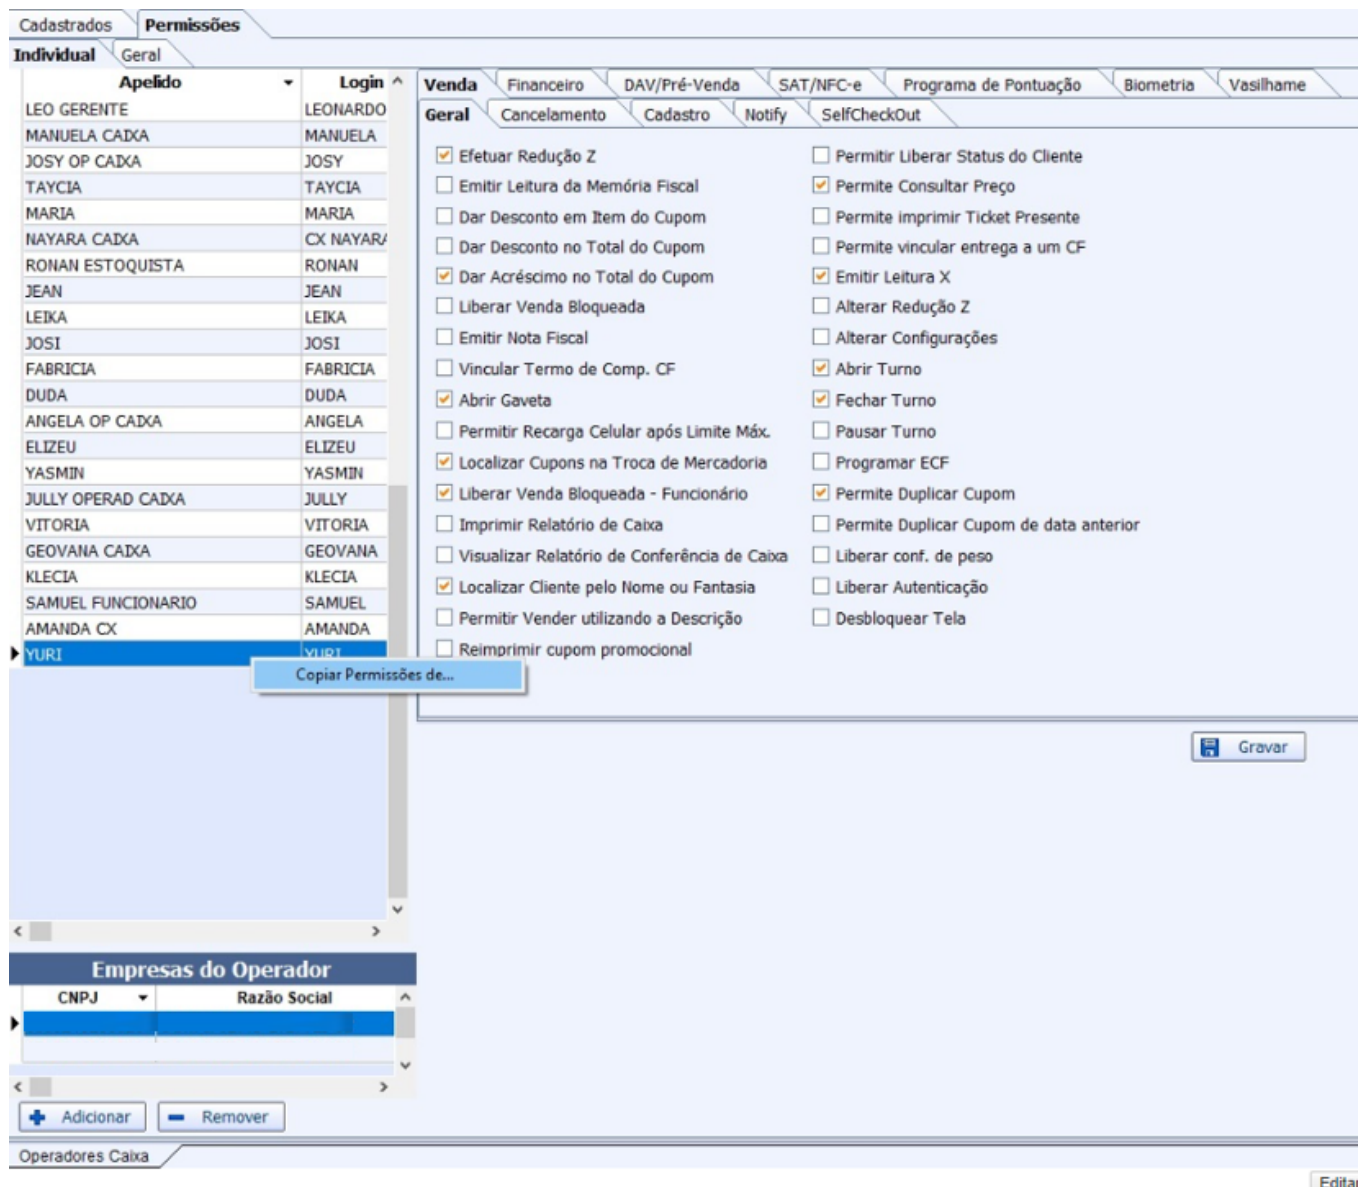 Cadastrados Permissões
Individual Geral
Apelido Login
LEO GERENTE LEONARDO
MANUELA CAIXA MANUELA
JOSY OP CAIXA JOSY
TAYCIA TAYCIA
MARIA MARIA
NAYARA CAIXA CX NAYARA
RONAN ESTOQUISTA RONAN
JEAN JEAN
LEIKA LEIKA
JOSI JOSI
FABRICIA FABRICIA
DUDA DUDA
ANGELA OP CAIXA ANGELA
ELIZEU ELIZEU
YASMIN YASMIN
JULLY OPERAD CAIXA JULLY
VITORIA VITORIA
GEOVANA CAIXA GEOVANA
KLECIA KLECIA
SAMUEL FUNCIONARIO SAMUEL
AMANDA CX AMANDA
YURI YURI
Copiar Permissões de...
Venda Financeiro DAV/Pré-Venda SAT/NFC-e Programa de Pontuação Biometria Vasilhame
Geral Cancelamento Cadastro Notify SelfCheckOut
Efetuar Redução Z
Emitir Leitura da Memória Fiscal
Dar Desconto em Item do Cupom
Dar Desconto no Total do Cupom
Dar Acréscimo no Total do Cupom
Liberar Venda Bloqueada
Emitir Nota Fiscal
Vincular Termo de Comp. CF
Abrir Gaveta
Permitir Recarga Celular após Limite Máx.
Localizar Cupons na Troca de Mercadoria
Liberar Venda Bloqueada - Funcionário
Imprimir Relatório de Caixa
Visualizar Relatório de Conferência de Caixa
Localizar Cliente pelo Nome ou Fantasia
Permitir Vender utilizando a Descrição
Reimprimir cupom promocional
Permitir Liberar Status do Cliente
Permite Consultar Preço
Permite imprimir Ticket Presente
Permite vincular entrega a um CF
Emitir Leitura X
Alterar Redução Z
Alterar Configurações
Abrir Turno
Fechar Turno
Pausar Turno
Programar ECF
Permite Duplicar Cupom
Permite Duplicar Cupom de data anterior
Liberar conf. de peso
Liberar Autenticação
Desbloquear Tela
Gravar
Empresas do Operador
CNPJ Razão Social
Adicionar Remover
Operadores Caixa
Editar